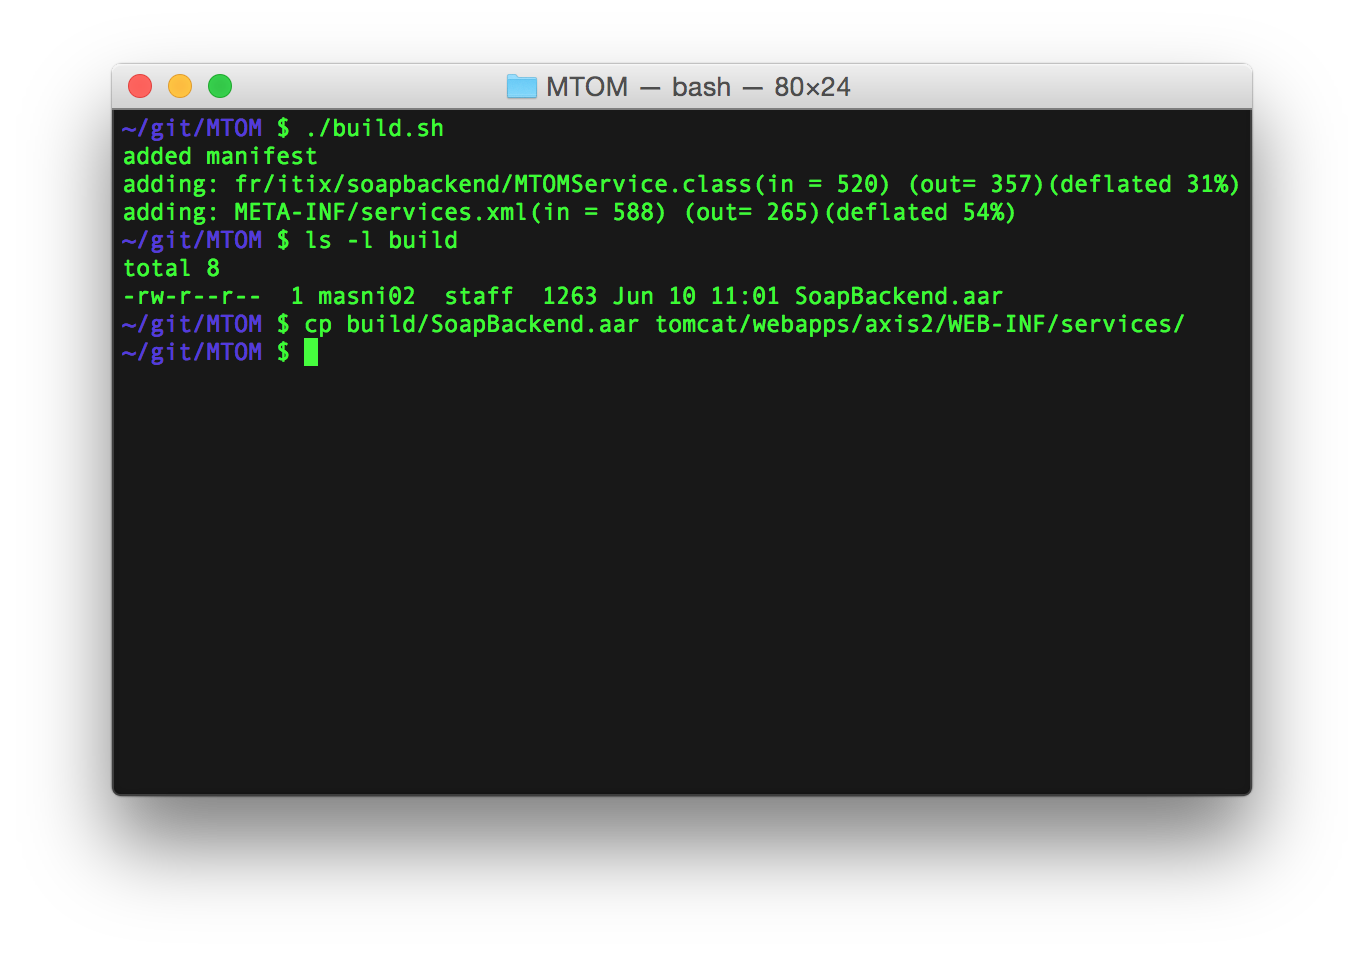 MTOM — bash — 80×24
~/git/MTOM $ ./build.sh
added manifest
adding: fr/itix/soapbackend/MTOMService.class(in = 520) (out= 357)(deflated 31%)
adding: META-INF/services.xml(in = 588) (out= 265)(deflated 54%)
~/git/MTOM $ ls -l build
total 8
-rw-r--r--  1 masni02  staff  1263 Jun 10 11:01 SoapBackend.aar
~/git/MTOM $ cp build/SoapBackend.aar tomcat/webapps/axis2/WEB-INF/services/
~/git/MTOM $